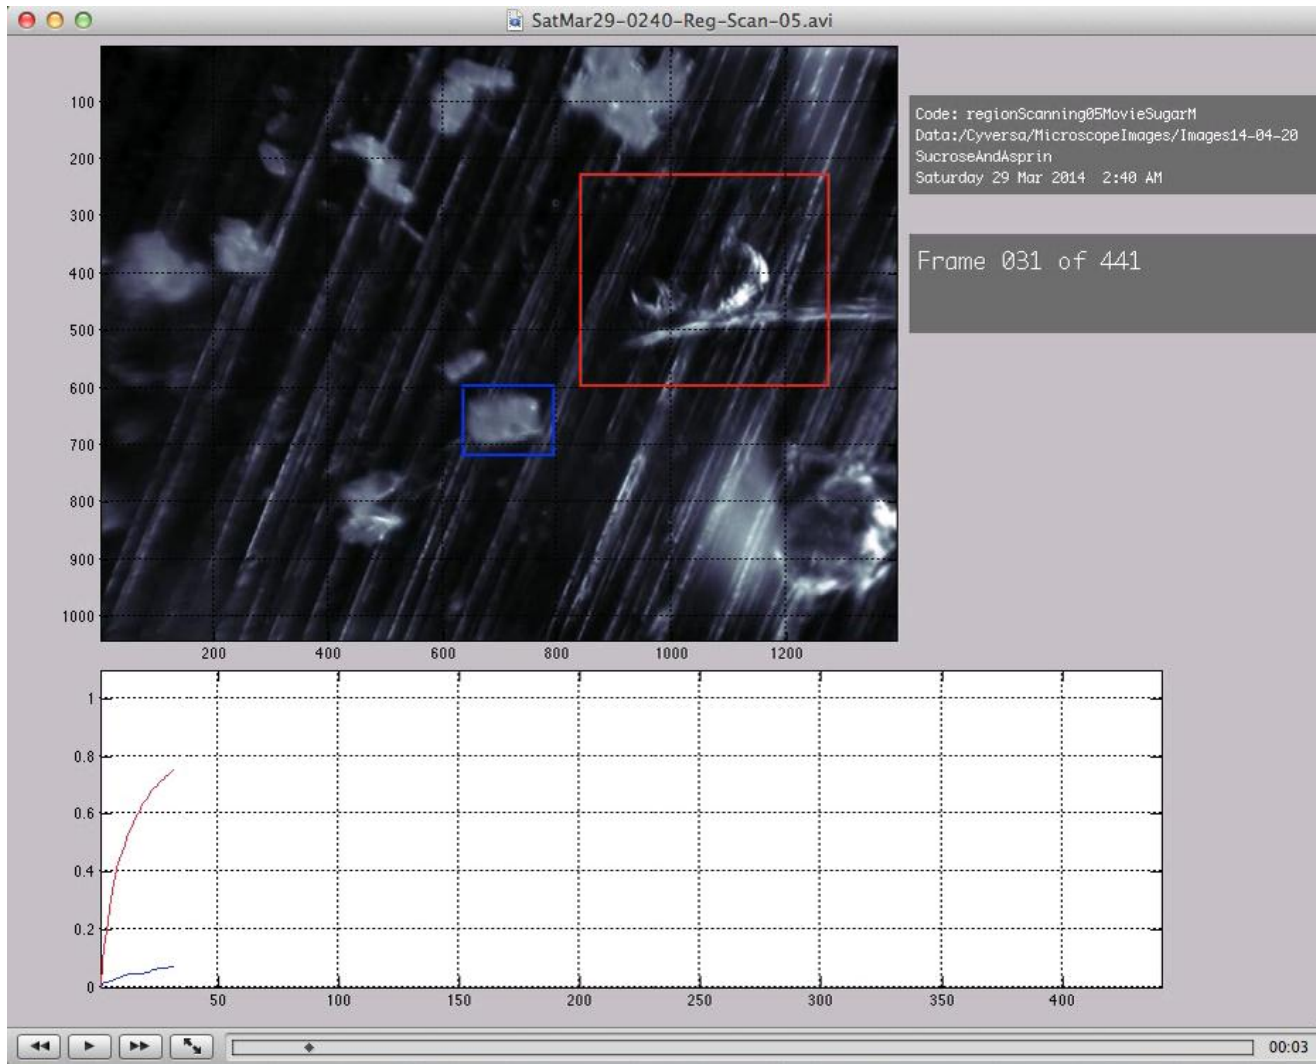 SatMar29-0240-Reg-Scan-05.avi
Code: regionScanning05MovieSugarM
Data:/Cyversa/MicroscopeImages/Images14-04-20
SucroseAndAsprin
Saturday 29 Mar 2014 2:40 AM
Frame 031 of 441
100
200
300
400
500
600
700
800
900
1000
200 400 600 800 1000 1200
1
0.8
0.6
0.4
0.2
0
50 100 150 200 250 300 350 400
00:03